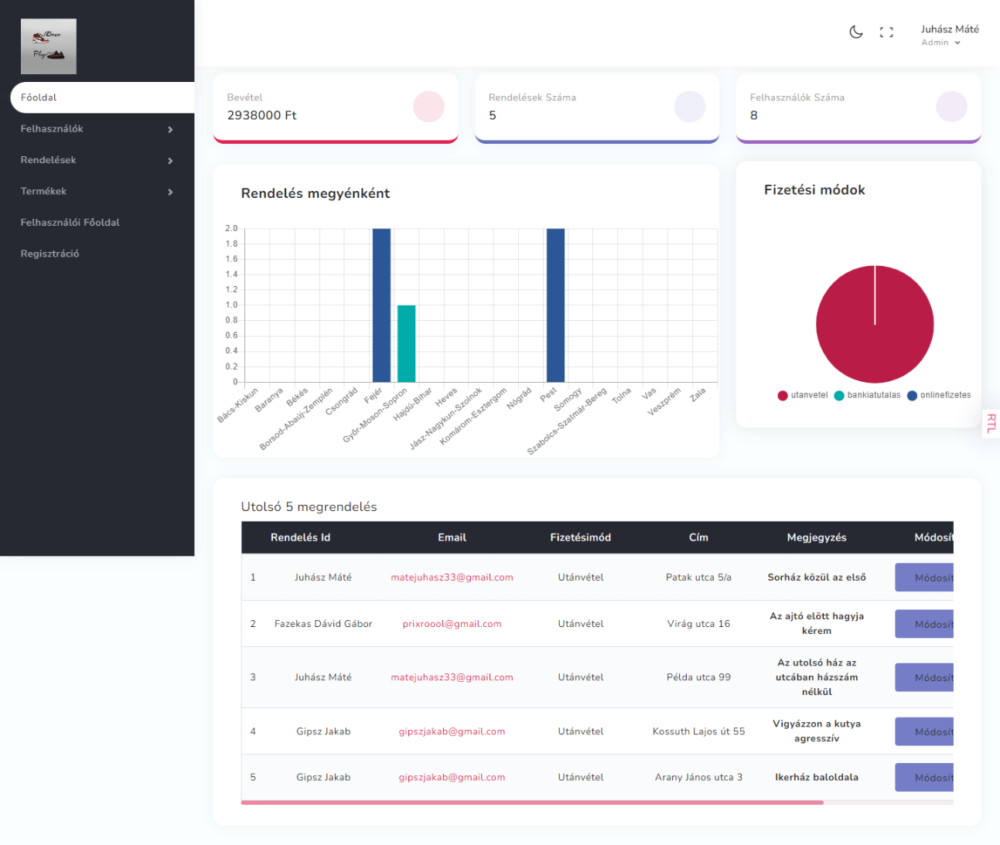 Főoldal
Felhasználók
Rendelések
Termékek
Felhasználói Főoldal
Regisztráció
Juhász Máté
Admin
Bevétel
2938000 Ft
Rendelések Száma
5
Felhasználók Száma
8
Rendelés megyénként
2.0
1.8
1.6
1.4
1.2
1.0
0.8
0.6
0.4
0.2
0
Bács-Kiskun
Baranya
Békés
Borsod-Abaúj-Zemplén
Csongrád
Fejér
Győr-Moson-Sopron
Hajdú-Bihar
Heves
Jász-Nagykun-Szolnok
Komárom-Esztergom
Nógrád
Pest
Somogy
Szabolcs-Szatmár-Bereg
Tolna
Vas
Veszprém
Zala
Fizetési módok
utanvetel bankiatutalas onlinefizetes
RTL
Utolsó 5 megrendelés
Rendelés Id Email Fizetésimód Cím Megjegyzés Módosít
1 Juhász Máté matejuhasz33@gmail.com Utánvétel Patak utca 5/a Sorház közül az első Módosít
2 Fazekas Dávid Gábor prixroool@gmail.com Utánvétel Virág utca 16 Az ajtó elött hagyja
kérem
Módosít
3 Juhász Máté matejuhasz33@gmail.com Utánvétel Példa utca 99 Az utolsó ház az
utcában házszám
nélkül
Módosít
4 Gipsz Jakab gipszjakab@gmail.com Utánvétel Kossuth Lajos út 55 Vigyázzon a kutya
agresszív
Módosít
5 Gipsz Jakab gipszjakab@gmail.com Utánvétel Arany János utca 3 Ikerház baloldala Módosít